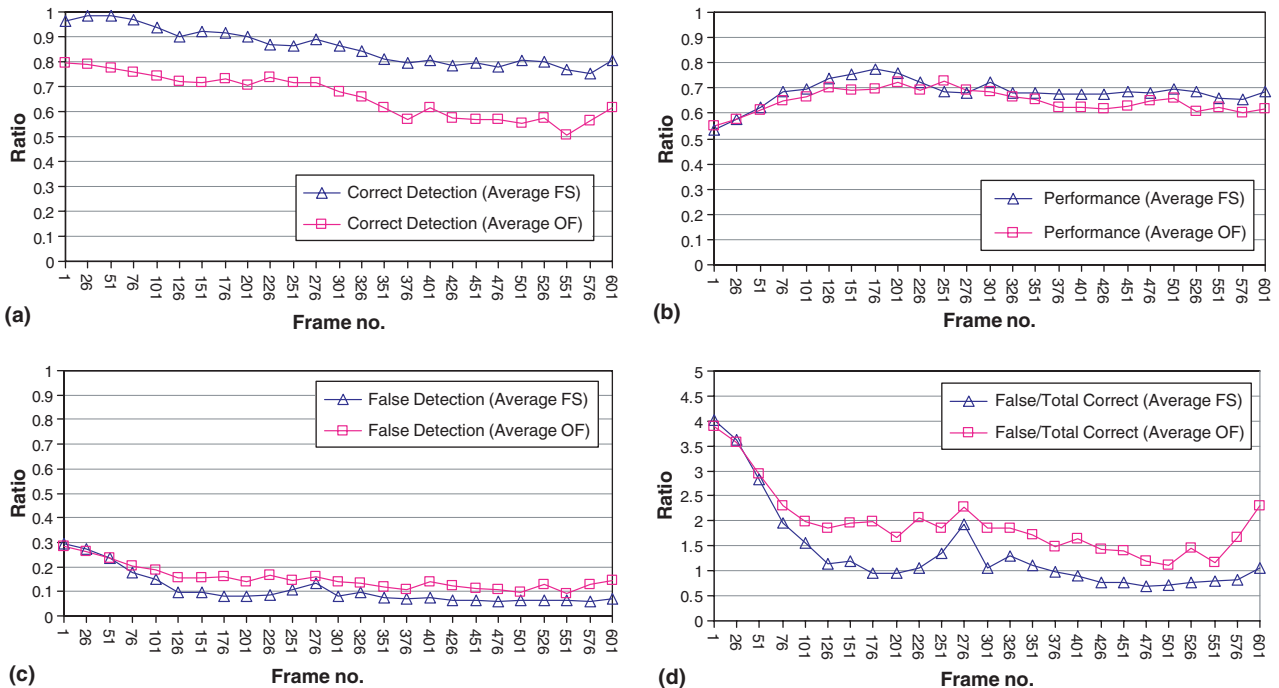 1
0.9
0.8
0.7
0.6
0.5
0.4
0.3
0.2
0.1
0
Ratio
Correct Detection (Average FS)
Correct Detection (Average OF)
1 26 51 76 101 126 151 176 201 226 251 276 301 326 351 376 401 426 451 476 501 526 551 576 601
Frame no.
(a)
1
0.9
0.8
0.7
0.6
0.5
0.4
0.3
0.2
0.1
0
Ratio
Performance (Average FS)
Performance (Average OF)
1 26 51 76 101 126 151 176 201 226 251 276 301 326 351 376 401 426 451 476 501 526 551 576 601
Frame no.
(b)
1
0.9
0.8
0.7
0.6
0.5
0.4
0.3
0.2
0.1
0
Ratio
False Detection (Average FS)
False Detection (Average OF)
1 26 51 76 101 126 151 176 201 226 251 276 301 326 351 376 401 426 451 476 501 526 551 576 601
Frame no.
(c)
5
4.5
4
3.5
3
2.5
2
1.5
1
0.5
0
Ratio
False/Total Correct (Average FS)
False/Total Correct (Average OF)
1 26 51 76 101 126 151 176 201 226 251 276 301 326 351 376 401 426 451 476 501 526 551 576 601
Frame no.
(d)